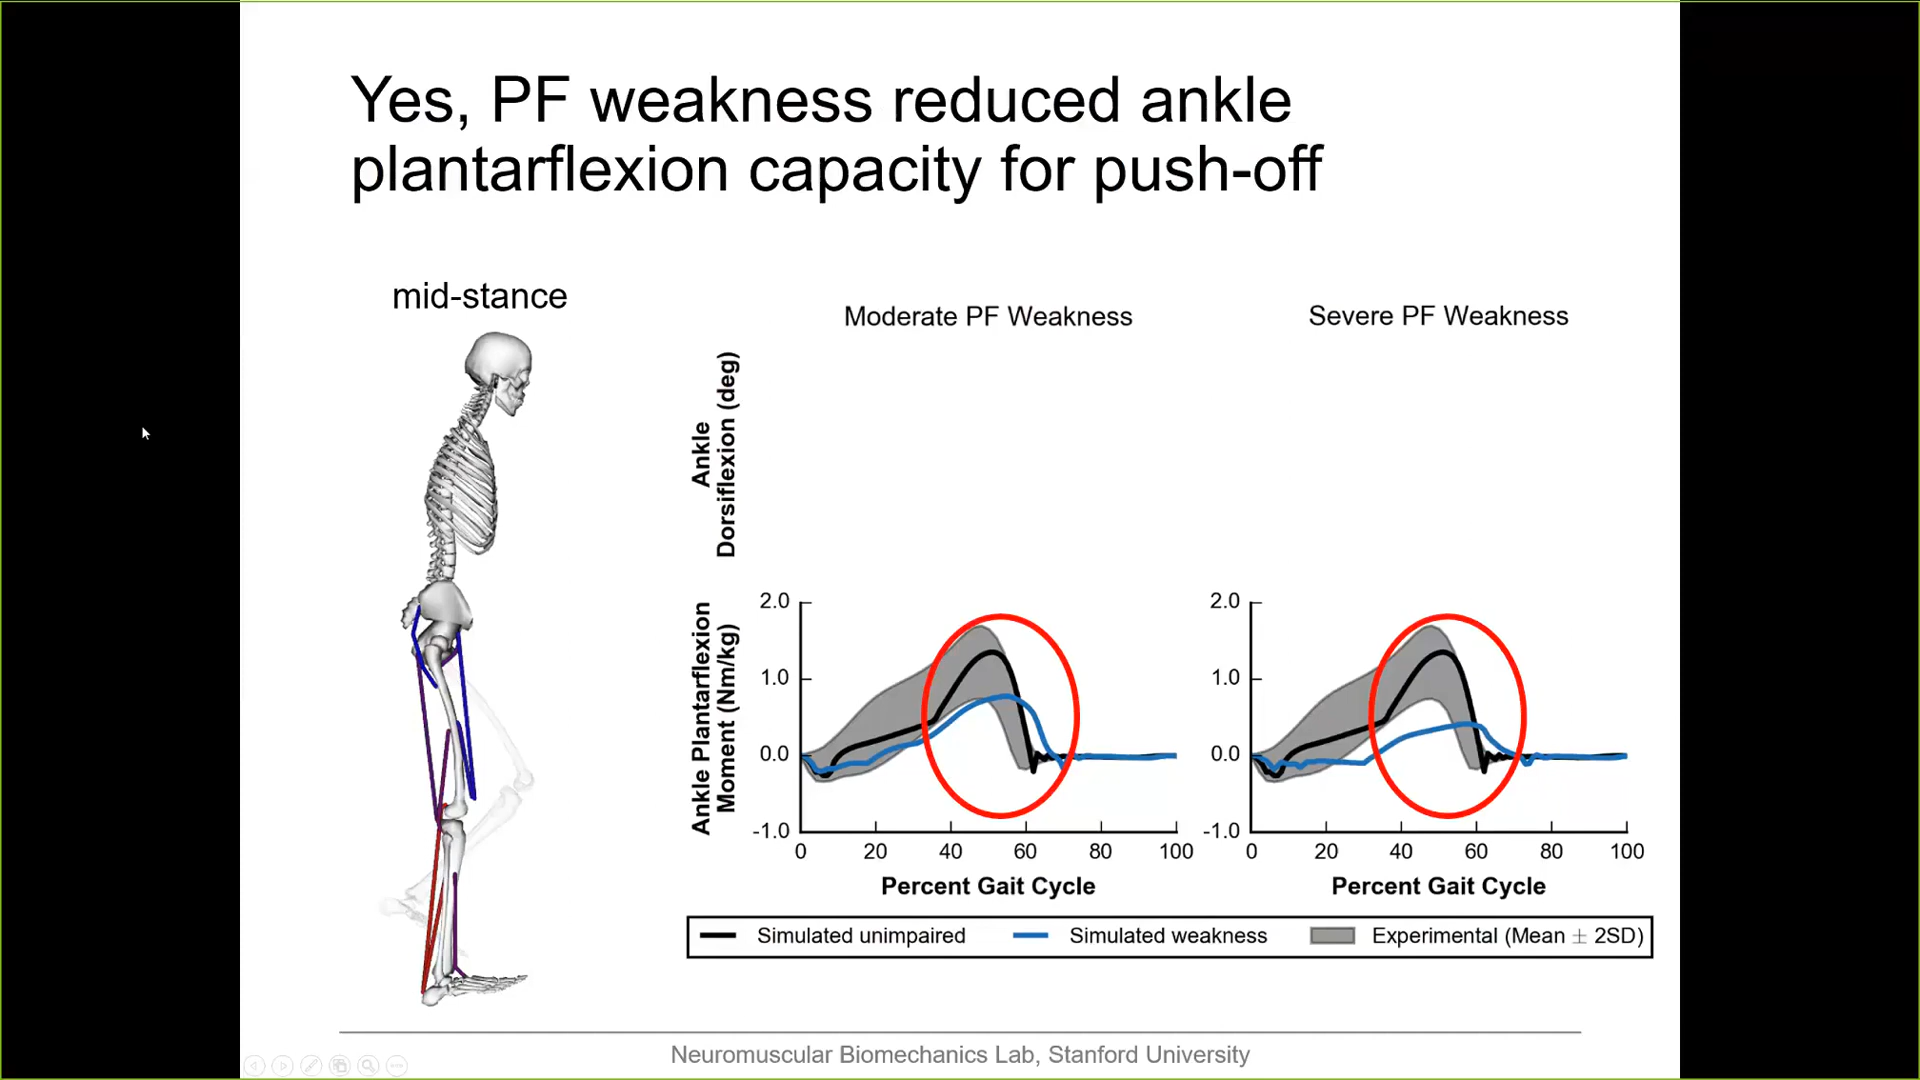 Yes, PF weakness reduced ankle
plantarflexion capacity for push-off
mid-stance
Moderate PF Weakness
Severe PF Weakness
Ankle
Dorsiflexion (deg)
Ankle Plantarflexion
Moment (Nm/kg)
2.0
1.0
0.0
-1.0
0 20 40 60 80 100
Percent Gait Cycle
2.0
1.0
0.0
-1.0
0 20 40 60 80 100
Percent Gait Cycle
Simulated unimpaired Simulated weakness Experimental (Mean ± 2SD)
Neuromuscular Biomechanics Lab, Stanford University